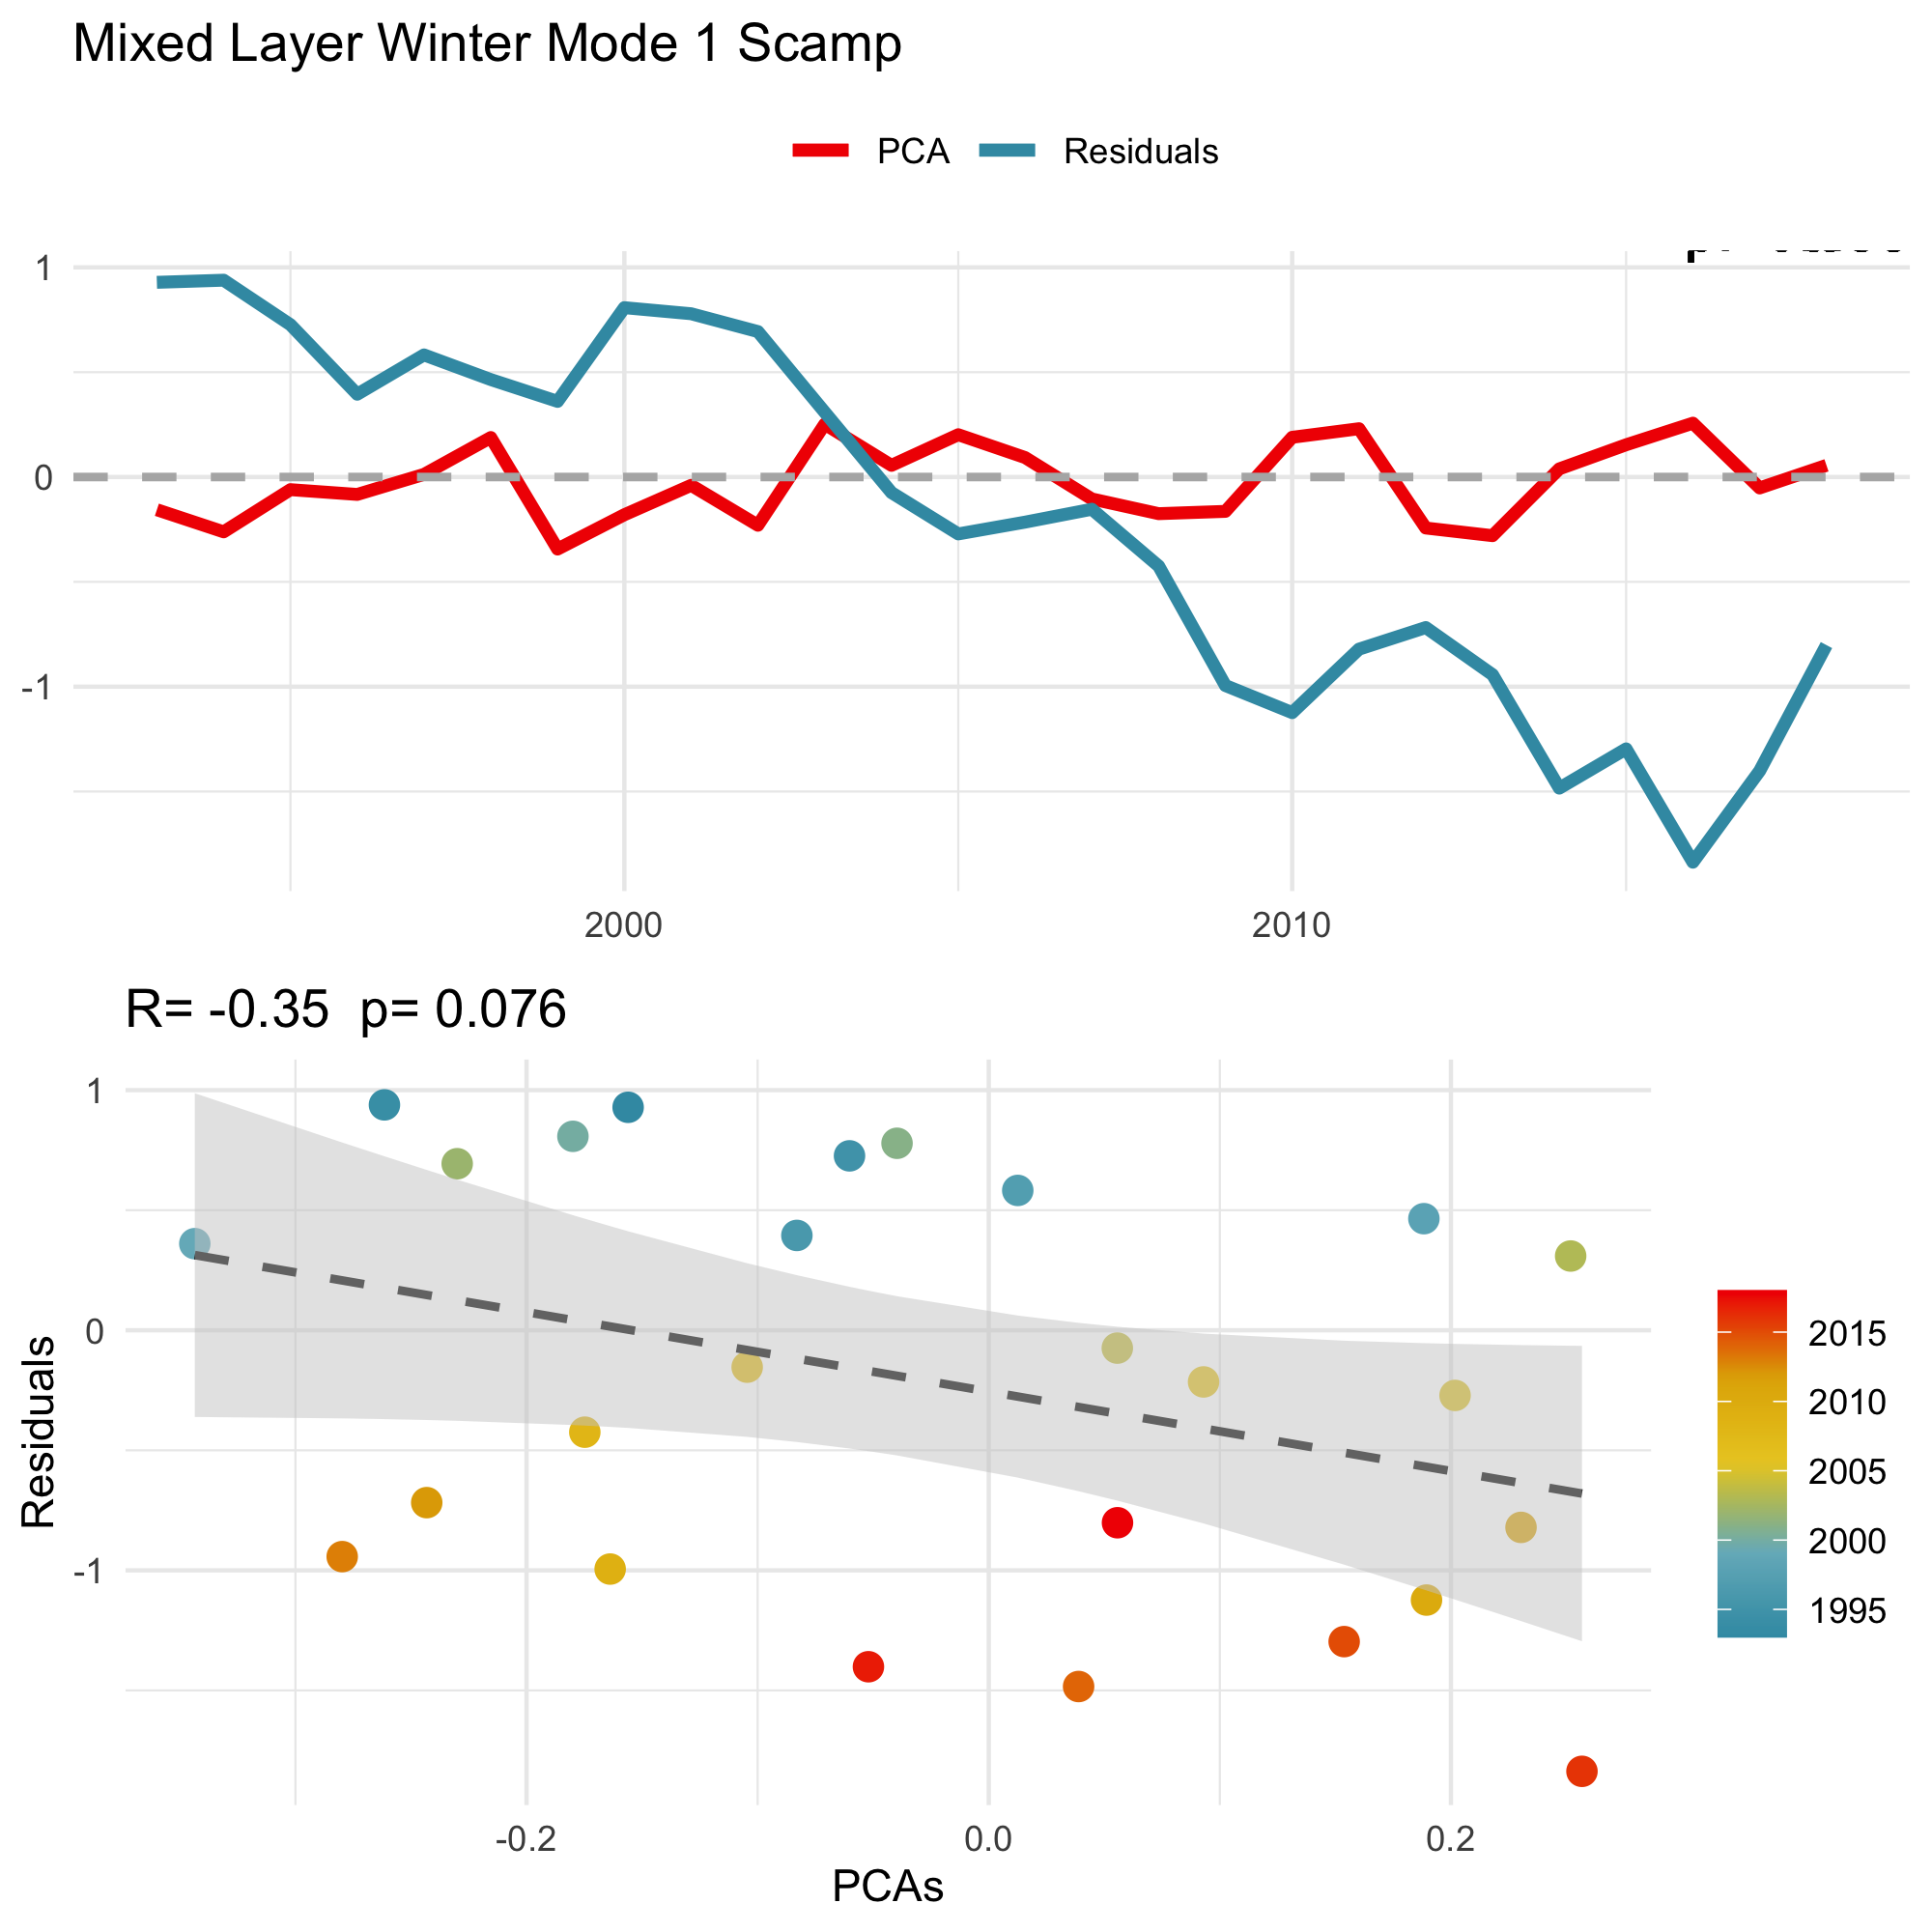 Mixed Layer Winter Mode 1 Scamp
PCA Residuals
1
0
-1
2000 2010
R= -0.35 p= 0.076
1
0
-1
Residuals
-0.2 0.0 0.2
PCAs
2015
2010
2005
2000
1995